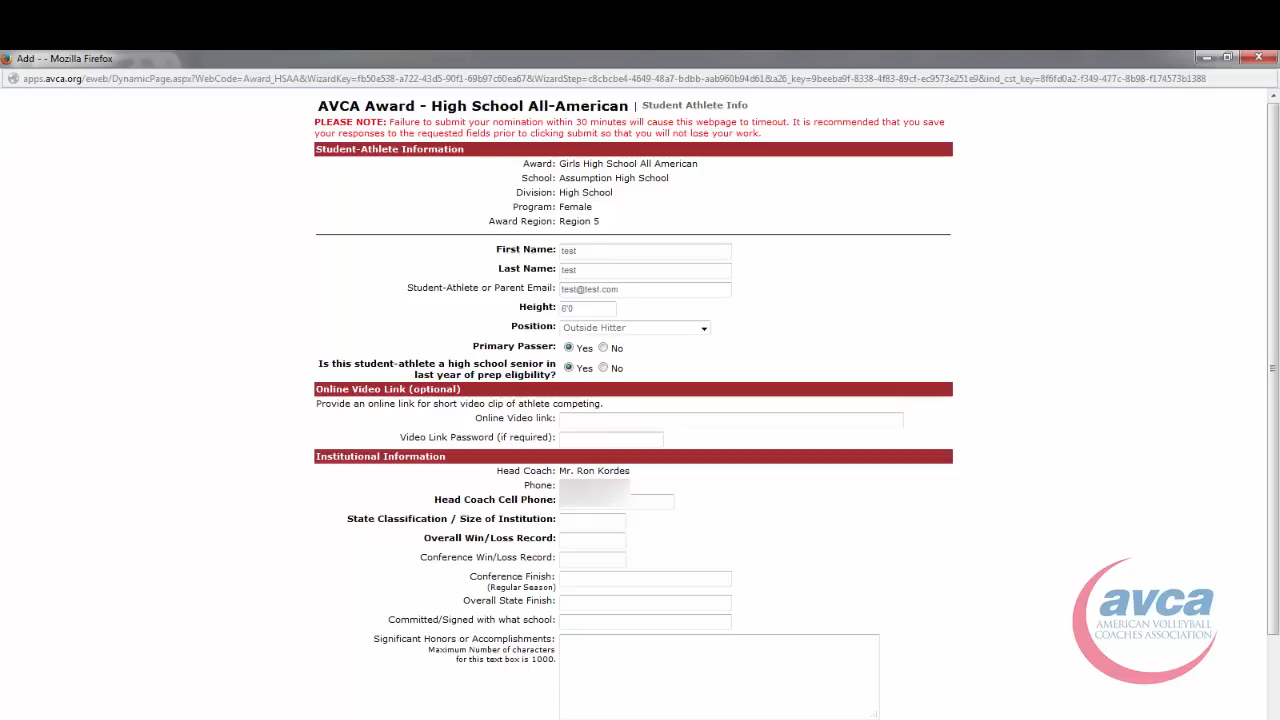 Add - - Mozilla Firefox
apps.avca.org/eweb/DynamicPage.aspx?WebCode=Award_HSAA&WizardKey=fb50e538-a722-43d5-90f1-69b97c60ea67&WizardStep=c8cbcbe4-4649-48a7-bdbb-aab960b94d61&a26_key=9beeba9f-8338-4f83-89cf-ec9573e251e9&ind_cst_key=8f6fd0a2-f349-477c-8b98-f174573b1388
AVCA Award - High School All-American | Student Athlete Info
PLEASE NOTE: Failure to submit your nomination within 30 minutes will cause this webpage to timeout. It is recommended that you save
your responses to the requested fields prior to clicking submit so that you will not lose your work.
Student-Athlete Information
Award: Girls High School All American
School: Assumption High School
Division: High School
Program: Female
Award Region: Region 5
First Name: test
Last Name: test
Student-Athlete or Parent Email: test@test.com
Height: 6'0
Position: Outside Hitter
Primary Passer: Yes No
Is this student-athlete a high school senior in
last year of prep eligbility? Yes No
Online Video Link (optional)
Provide an online link for short video clip of athlete competing.
Online Video link:
Video Link Password (if required):
Institutional Information
Head Coach: Mr. Ron Kordes
Phone:
Head Coach Cell Phone:
State Classification / Size of Institution:
Overall Win/Loss Record:
Conference Win/Loss Record:
Conference Finish:
(Regular Season)
Overall State Finish:
Committed/Signed with what school:
Significant Honors or Accomplishments:
Maximum Number of characters
for this text box is 1000.
avca
AMERICAN VOLLEYBALL
COACHES ASSOCIATION